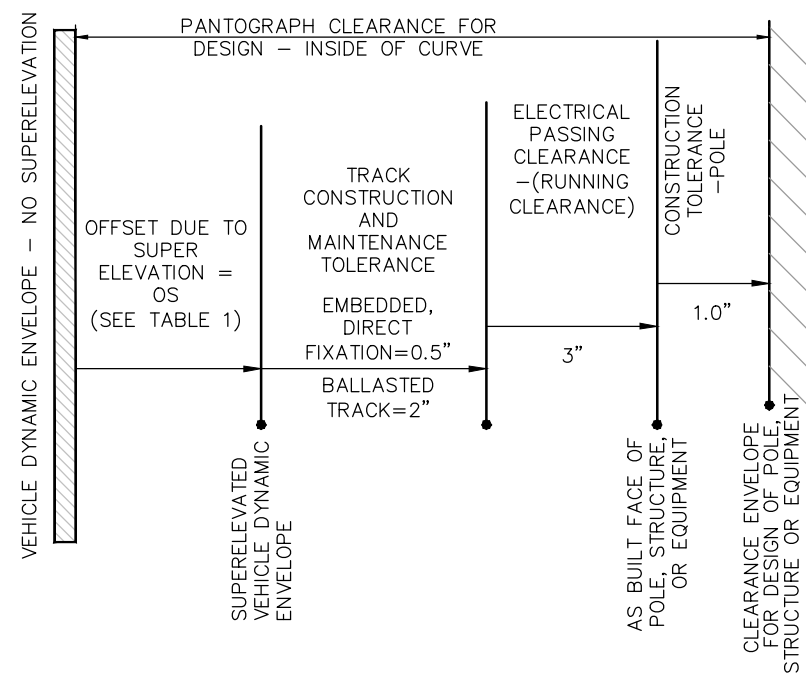 PANTOGRAPH CLEARANCE FOR
DESIGN – INSIDE OF CURVE
VEHICLE DYNAMIC ENVELOPE – NO SUPERELEVATION
OFFSET DUE TO
SUPER
ELEVATION =
OS
(SEE TABLE 1)
TRACK
CONSTRUCTION
AND
MAINTENANCE
TOLERANCE
EMBEDDED,
DIRECT
FIXATION=0.5"
BALLASTED
TRACK=2"
ELECTRICAL
PASSING
CLEARANCE
–(RUNNING
CLEARANCE)
3"
CONSTRUCTION
TOLERANCE
–POLE
1.0"
SUPERELEVATED
VEHICLE DYNAMIC
ENVELOPE
AS BUILT FACE OF
POLE, STRUCTURE,
OR EQUIPMENT
CLEARANCE ENVELOPE
FOR DESIGN OF POLE,
STRUCTURE OR EQUIPMENT